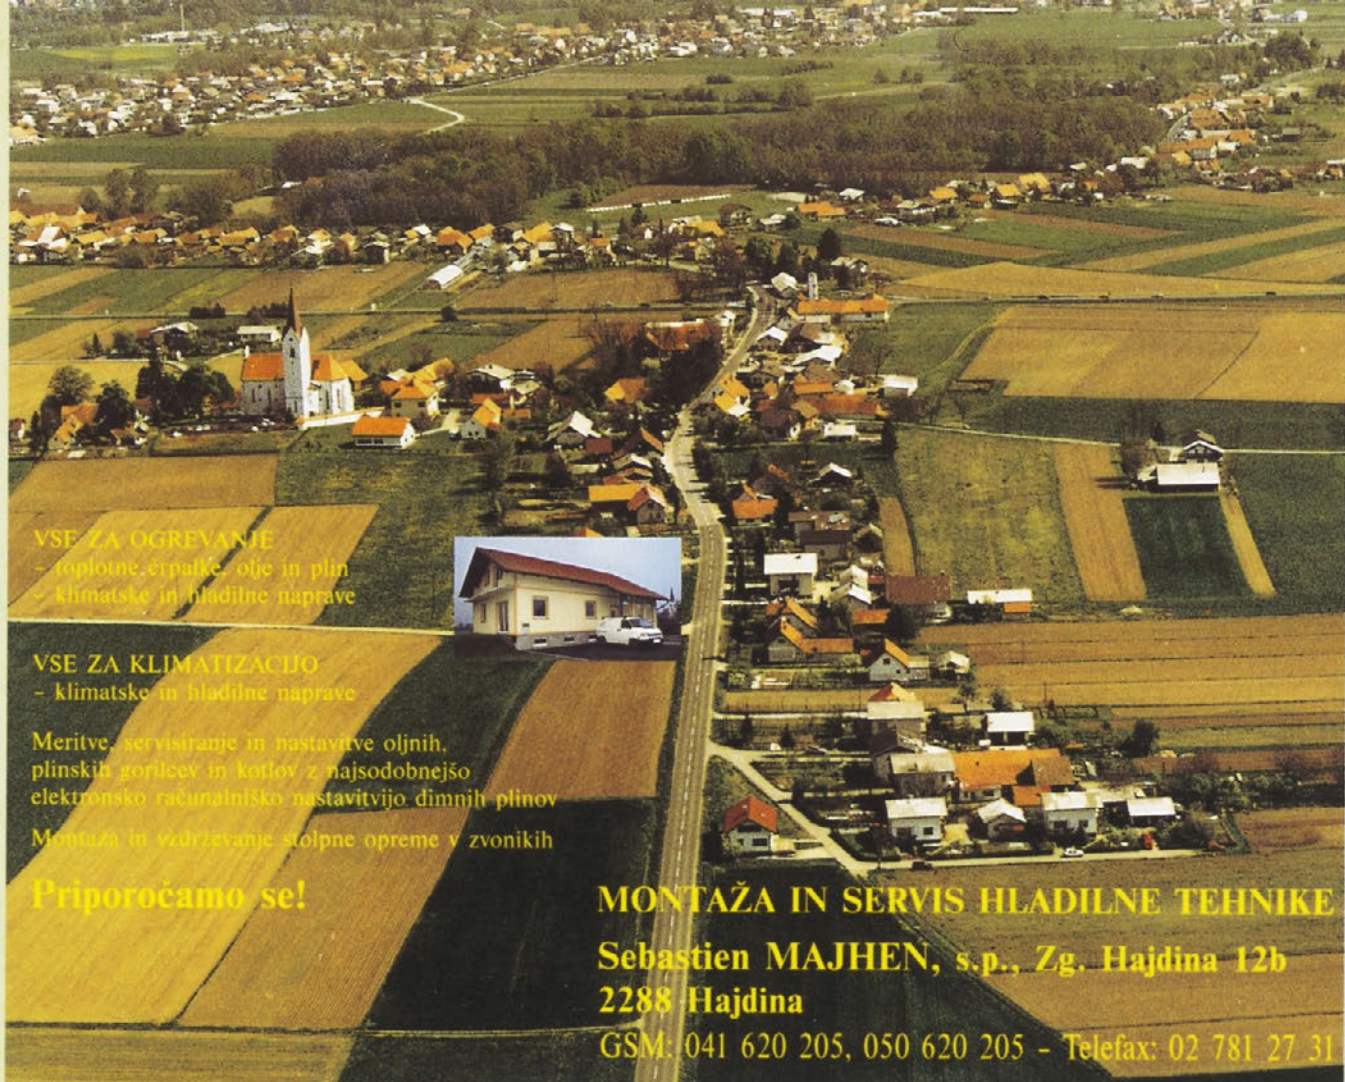 VSE ZA OGREVANJE
- toplotne črpalke, olje in plin
- klimatske in hladilne naprave
VSE ZA KLIMATIZACIJO
- klimatske in hladilne naprave
Meritve, servisiranje in nastavitve oljnih,
plinskih gorilcev in kotlov z najsodobnejšo
elektronsko računalniško nastavitvijo dimnih plinov
Montaža in vzdrževanje stolpne opreme v zvonikih
Priporočamo se!
MONTAŽA IN SERVIS HLADILNE TEHNIKE
Sebastien MAJHEN, s.p., Zg. Hajdina 12b
2288 Hajdina
GSM: 041 620 205, 050 620 205 - Telefax: 02 781 27 31